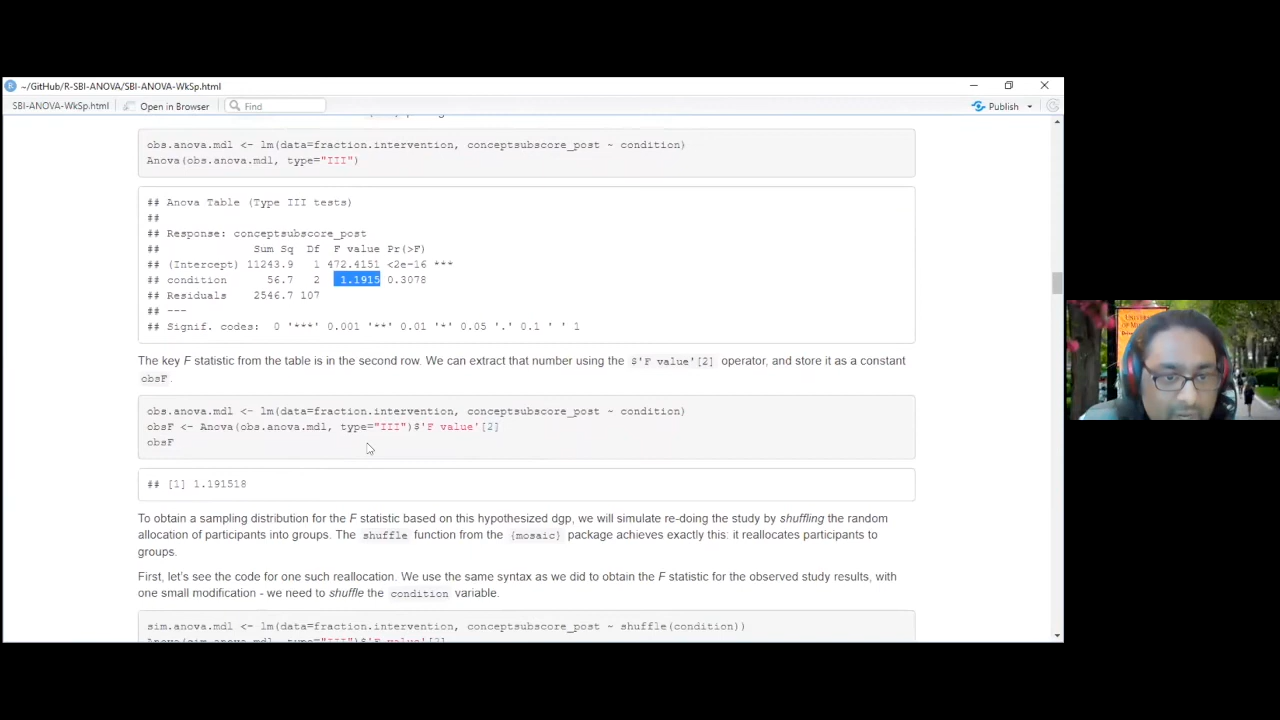 ~/GitHub/R-SBI-ANOVA/SBI-ANOVA-WkSp.html
SBI-ANOVA-WkSp.html
Open in Browser
Find
Publish
obs.anova.mdl <- lm(data=fraction.intervention, conceptsubscore_post ~ condition)
Anova(obs.anova.mdl, type="III")
## Anova Table (Type III tests)
##
## Response: conceptsubscore_post
## Sum Sq Df F value Pr(>F)
## (Intercept) 11243.9 1 472.4151 <2e-16 ***
## condition 56.7 2 1.1915 0.3078
## Residuals 2546.7 107
## ---
## Signif. codes: 0 '***' 0.001 '**' 0.01 '*' 0.05 '.' 0.1 ' ' 1
The key F statistic from the table is in the second row. We can extract that number using the $'F value'[2] operator, and store it as a constant
obsF.
obs.anova.mdl <- lm(data=fraction.intervention, conceptsubscore_post ~ condition)
obsF <- Anova(obs.anova.mdl, type="III")$'F value'[2]
obsF
## [1] 1.191518
To obtain a sampling distribution for the F statistic based on this hypothesized dgp, we will simulate re-doing the study by shuffling the random
allocation of participants into groups. The shuffle function from the {mosaic} package achieves exactly this: it reallocates participants to
groups.
First, let's see the code for one such reallocation. We use the same syntax as we did to obtain the F statistic for the observed study results, with
one small modification - we need to shuffle the condition variable.
sim.anova.mdl <- lm(data=fraction.intervention, conceptsubscore_post ~ shuffle(condition))
Anova(sim.anova.mdl, type="III")$'F value'[2]